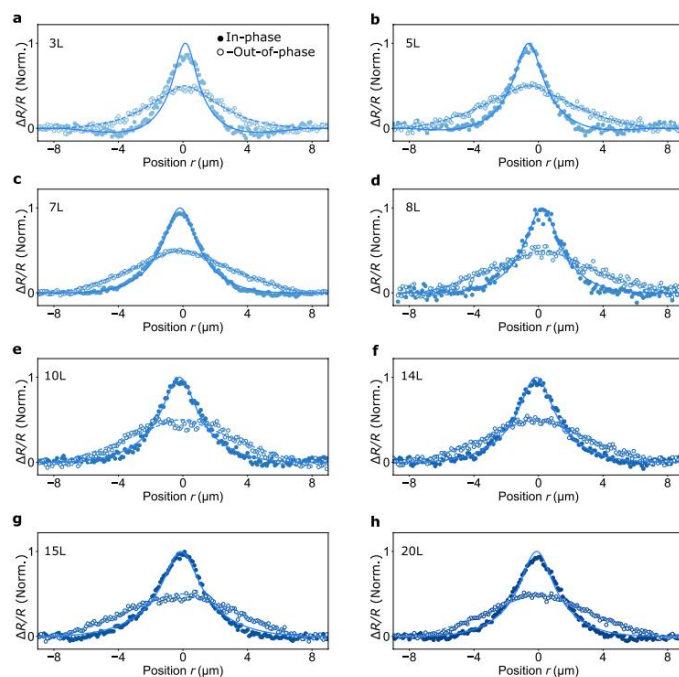 a
3L
In-phase
-Out-of-phase
ΔR/R (Norm.)
1
0
−8 −4 0 4 8
Position r (μm)
b
5L
ΔR/R (Norm.)
1
0
−8 −4 0 4 8
Position r (μm)
c
7L
ΔR/R (Norm.)
1
0
−8 −4 0 4 8
Position r (μm)
d
8L
ΔR/R (Norm.)
1
0
−8 −4 0 4 8
Position r (μm)
e
10L
ΔR/R (Norm.)
1
0
−8 −4 0 4 8
Position r (μm)
f
14L
ΔR/R (Norm.)
1
0
−8 −4 0 4 8
Position r (μm)
g
15L
ΔR/R (Norm.)
1
0
−8 −4 0 4 8
Position r (μm)
h
20L
ΔR/R (Norm.)
1
0
−8 −4 0 4 8
Position r (μm)